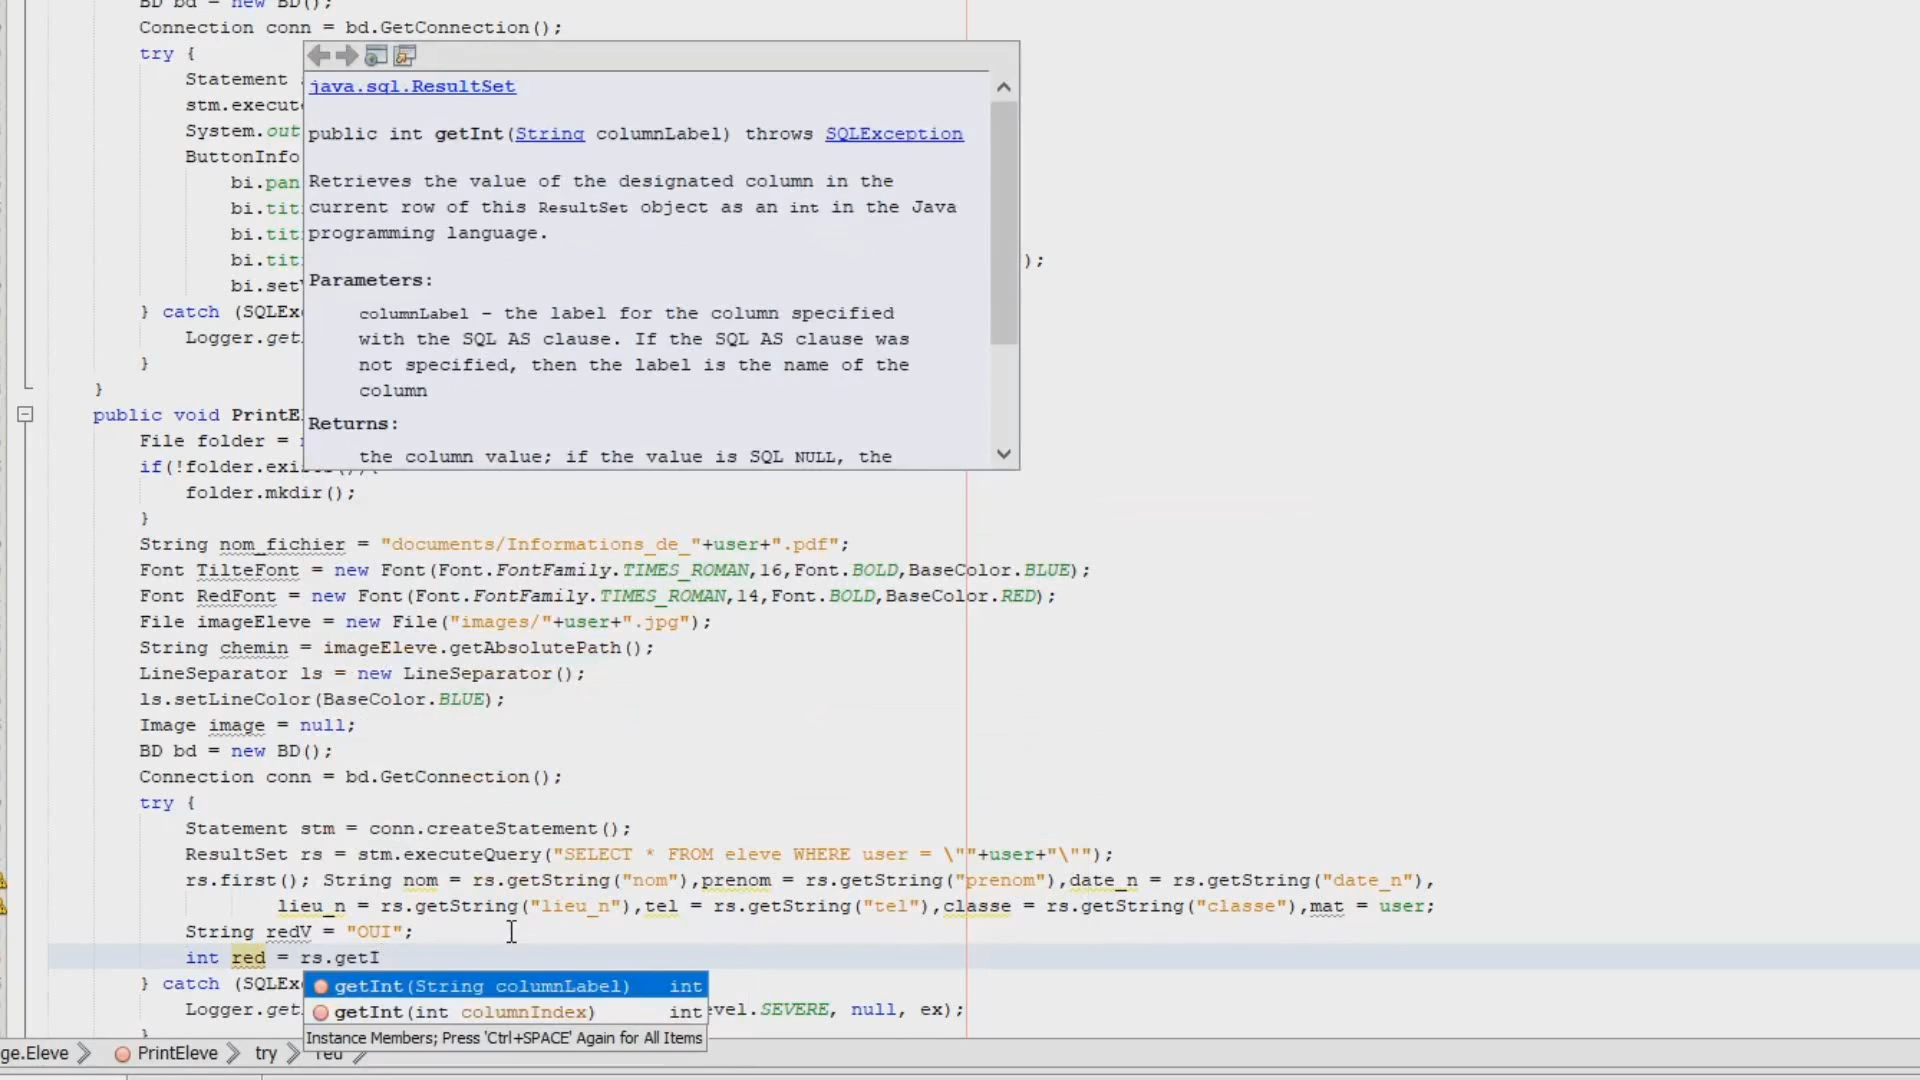 BD bd = new BD();
Connection conn = bd.GetConnection();
try {
Statement
stm.execut
System.out
ButtonInfo
bi.pan
bi.tit
bi.tit
bi.tit
);
bi.set
} catch (SQLEx
Logger.get
}
}
java.sql.ResultSet
public int getInt(String columnLabel) throws SQLException
Retrieves the value of the designated column in the
current row of this ResultSet object as an int in the Java
programming language.
Parameters:
columnLabel - the label for the column specified
with the SQL AS clause. If the SQL AS clause was
not specified, then the label is the name of the
column
Returns:
the column value; if the value is SQL NULL, the
public void PrintE
File folder =
if(!folder.exi
folder.mkdir();
}
String nom_fichier = "documents/Informations_de_"+user+".pdf";
Font TilteFont = new Font(Font.FontFamily.TIMES_ROMAN,16,Font.BOLD,BaseColor.BLUE);
Font RedFont = new Font(Font.FontFamily.TIMES_ROMAN,14,Font.BOLD,BaseColor.RED);
File imageEleve = new File("images/"+user+".jpg");
String chemin = imageEleve.getAbsolutePath();
LineSeparator ls = new LineSeparator();
ls.setLineColor(BaseColor.BLUE);
Image image = null;
BD bd = new BD();
Connection conn = bd.GetConnection();
try {
Statement stm = conn.createStatement();
ResultSet rs = stm.executeQuery("SELECT * FROM eleve WHERE user = \""+user+"\"");
rs.first(); String nom = rs.getString("nom"),prenom = rs.getString("prenom"),date_n = rs.getString("date_n"),
lieu_n = rs.getString("lieu_n"),tel = rs.getString("tel"),classe = rs.getString("classe"),mat = user;
String redV = "OUI";
int red = rs.getI
} catch (SQLEx
Logger.get
vel.SEVERE, null, ex);
}
getInt(String columnLabel) int
getInt(int columnIndex) int
Instance Members; Press 'Ctrl+SPACE' Again for All Items
ge.Eleve PrintEleve try red